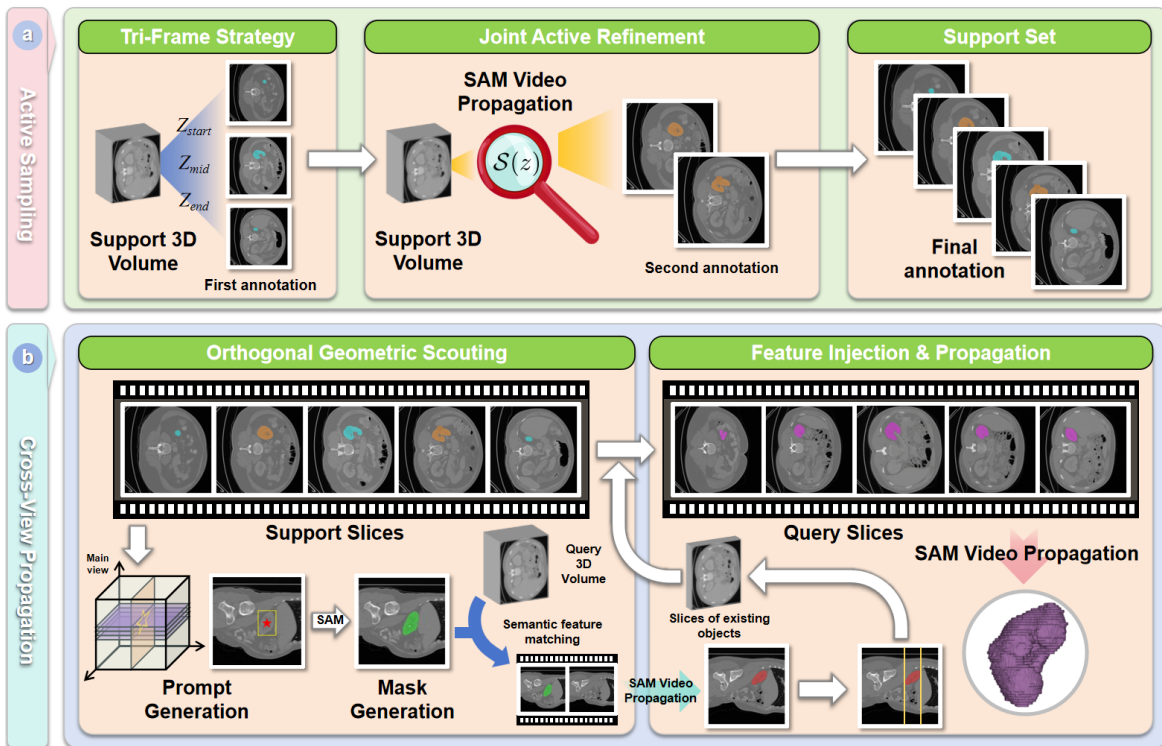 a
Active Sampling
Tri-Frame Strategy
Z_start
Z_mid
Z_end
Support 3D
Volume
First annotation
Joint Active Refinement
SAM Video
Propagation
S(z)
Support 3D
Volume
Second annotation
Support Set
Final
annotation
b
Cross-View Propagation
Orthogonal Geometric Scouting
Support Slices
Main
view
SAM
Prompt
Generation
Mask
Generation
Query
3D
Volume
Semantic feature
matching
Feature Injection & Propagation
Query Slices
SAM Video Propagation
Slices of existing
objects
SAM Video
Propagation